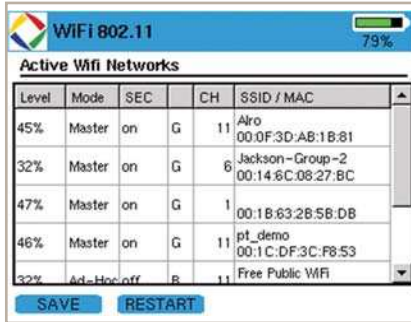 WiFi 802.11
79%
Active Wifi Networks
Level Mode SEC CH SSID / MAC
45% Master on G 11 Alro
00:0F:3D:AB:1B:81
32% Master on G 6 Jackson-Group-2
00:14:6C:08:27:BC
47% Master on G 1
00:1B:63:2B:5B:DB
46% Master on G 11 pt_demo
00:1C:DF:3C:F8:53
32% Ad-Hoc off B 11 Free Public WiFi
SAVE RESTART